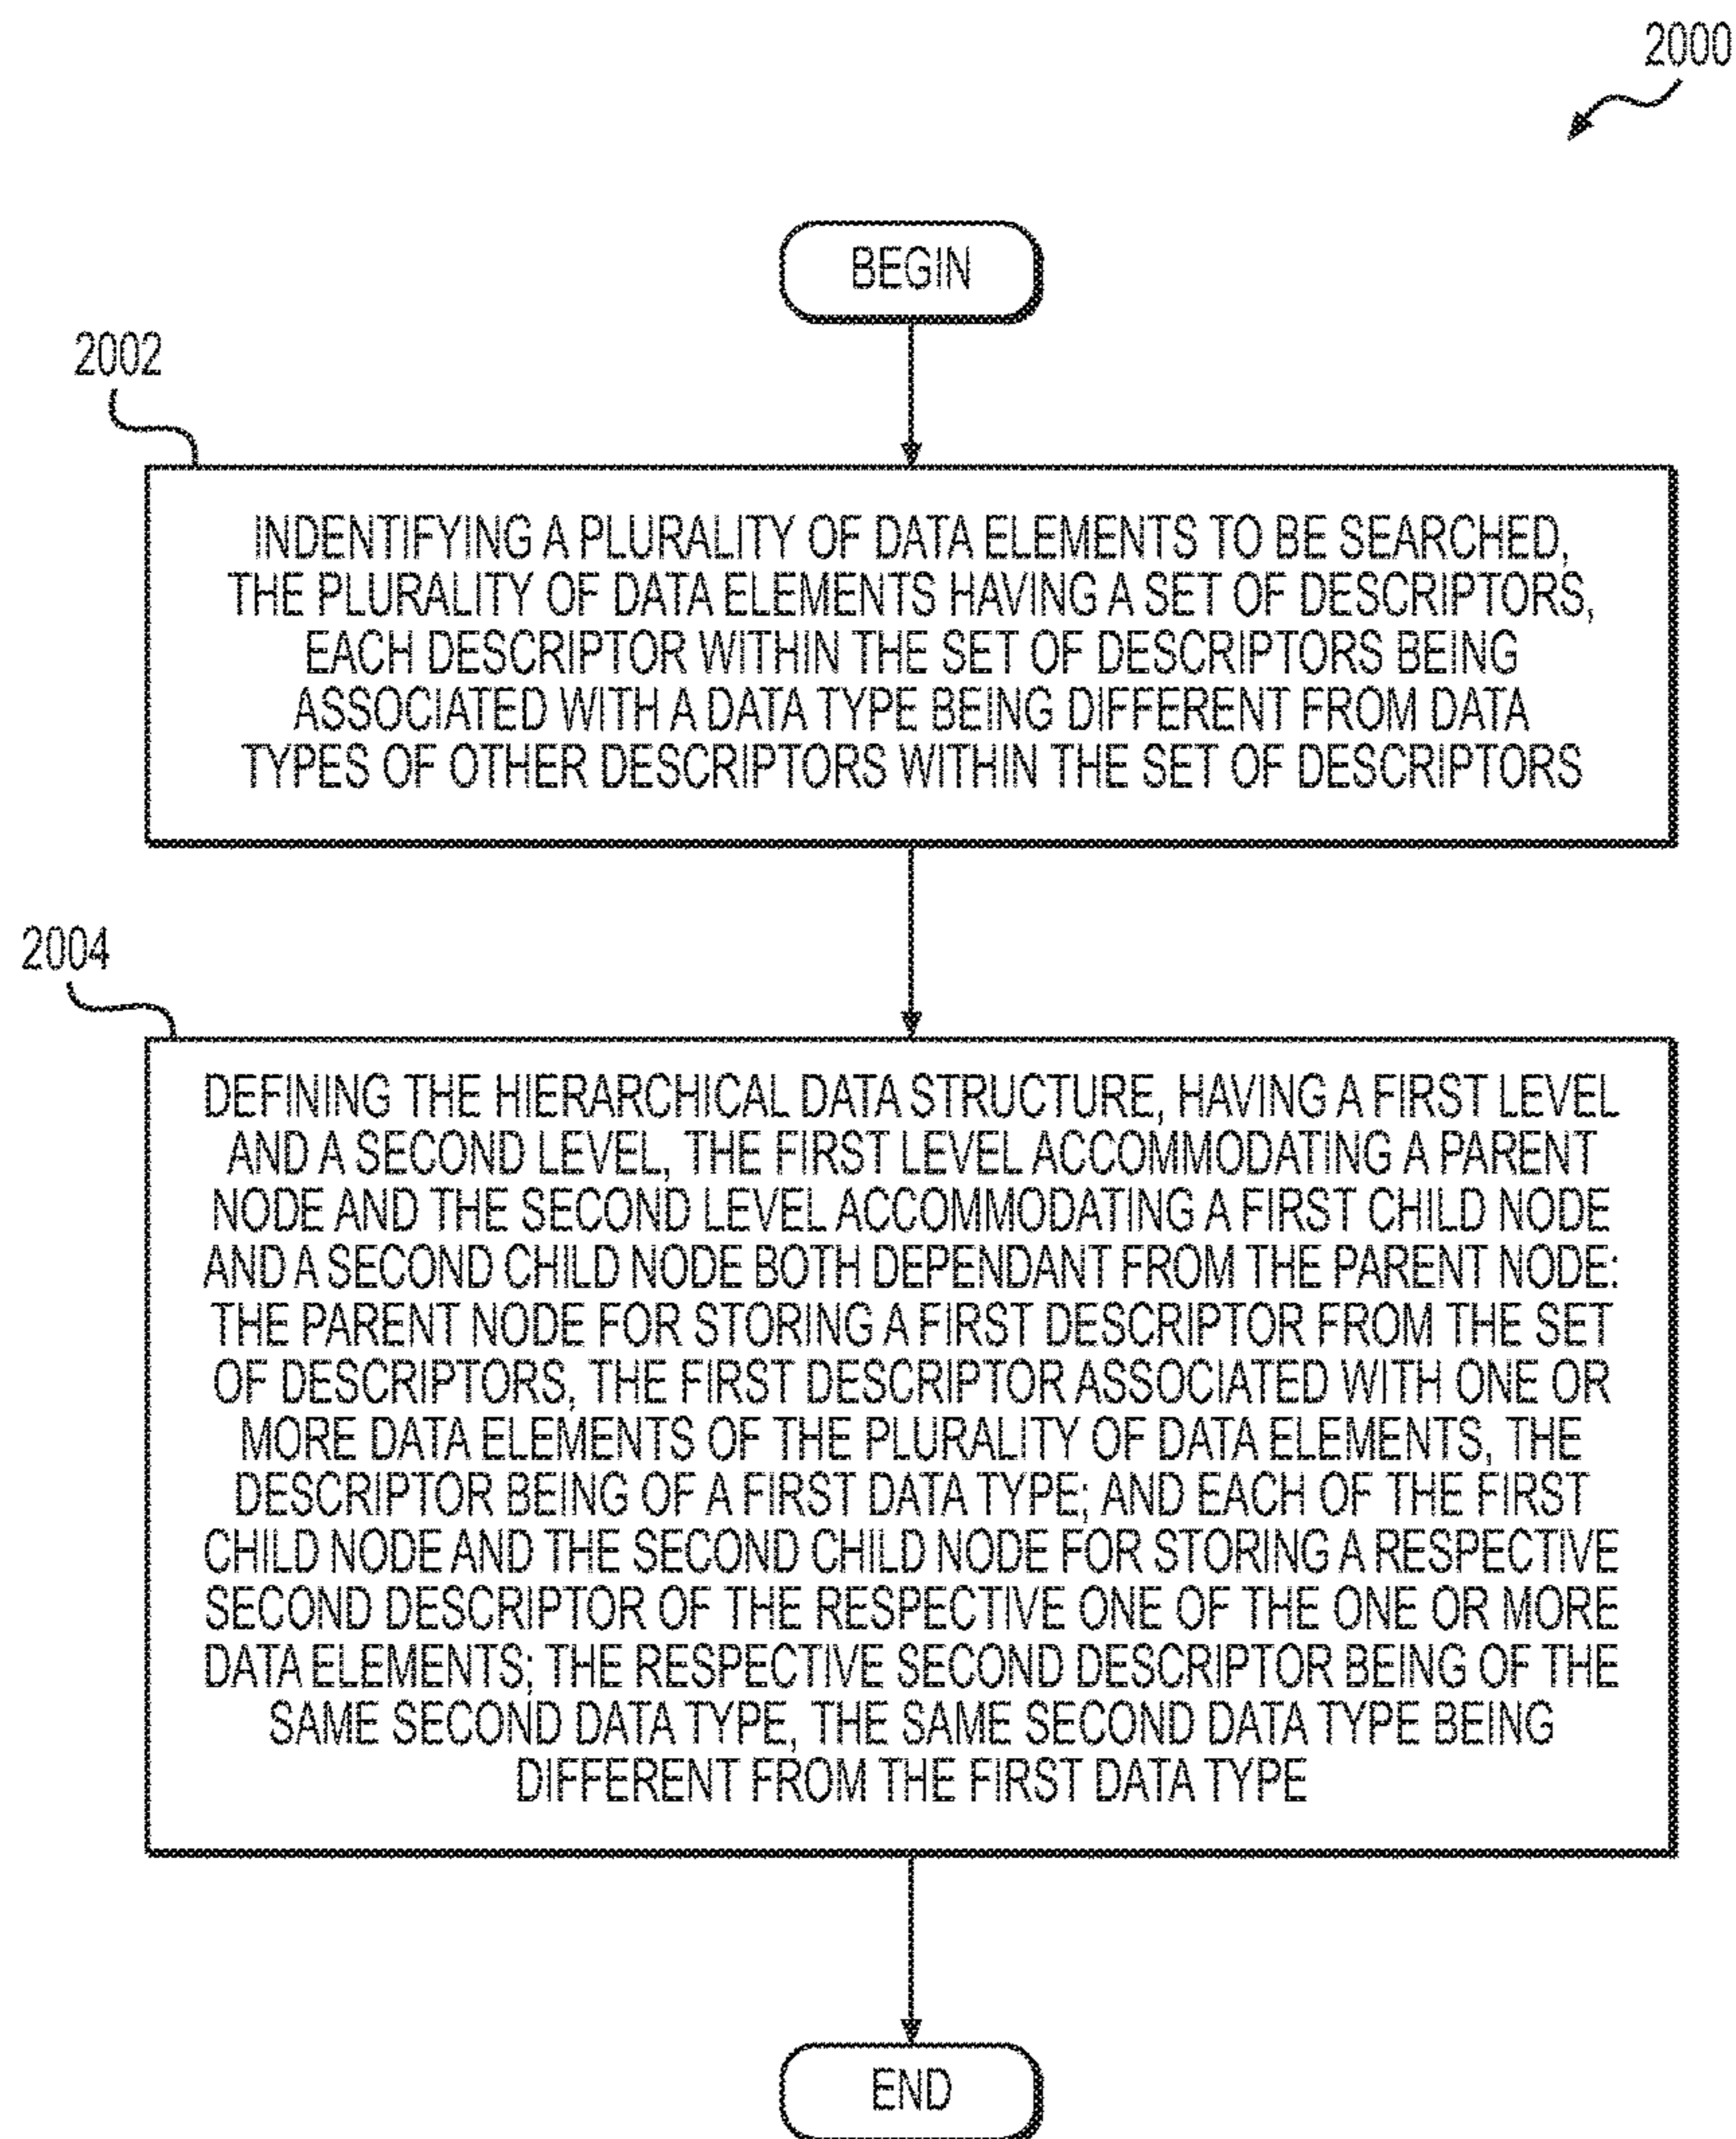 2000
BEGIN
2002
INDENTIFYING A PLURALITY OF DATA ELEMENTS TO BE SEARCHED,
THE PLURALITY OF DATA ELEMENTS HAVING A SET OF DESCRIPTORS,
EACH DESCRIPTOR WITHIN THE SET OF DESCRIPTORS BEING
ASSOCIATED WITH A DATA TYPE BEING DIFFERENT FROM DATA
TYPES OF OTHER DESCRIPTORS WITHIN THE SET OF DESCRIPTORS
2004
DEFINING THE HIERARCHICAL DATA STRUCTURE, HAVING A FIRST LEVEL
AND A SECOND LEVEL, THE FIRST LEVEL ACCOMMODATING A PARENT
NODE AND THE SECOND LEVEL ACCOMMODATING A FIRST CHILD NODE
AND A SECOND CHILD NODE BOTH DEPENDANT FROM THE PARENT NODE:
THE PARENT NODE FOR STORING A FIRST DESCRIPTOR FROM THE SET
OF DESCRIPTORS, THE FIRST DESCRIPTOR ASSOCIATED WITH ONE OR
MORE DATA ELEMENTS OF THE PLURALITY OF DATA ELEMENTS, THE
DESCRIPTOR BEING OF A FIRST DATA TYPE; AND EACH OF THE FIRST
CHILD NODE AND THE SECOND CHILD NODE FOR STORING A RESPECTIVE
SECOND DESCRIPTOR OF THE RESPECTIVE ONE OF THE ONE OR MORE
DATA ELEMENTS; THE RESPECTIVE SECOND DESCRIPTOR BEING OF THE
SAME SECOND DATA TYPE, THE SAME SECOND DATA TYPE BEING
DIFFERENT FROM THE FIRST DATA TYPE
END